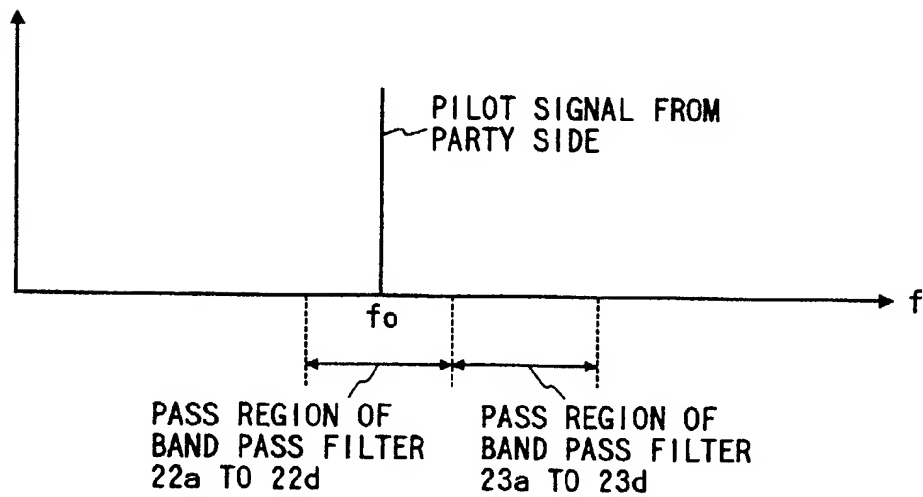 PILOT SIGNAL FROM
PARTY SIDE
f
fo
PASS REGION OF
BAND PASS FILTER
22a TO 22d
PASS REGION OF
BAND PASS FILTER
23a TO 23d